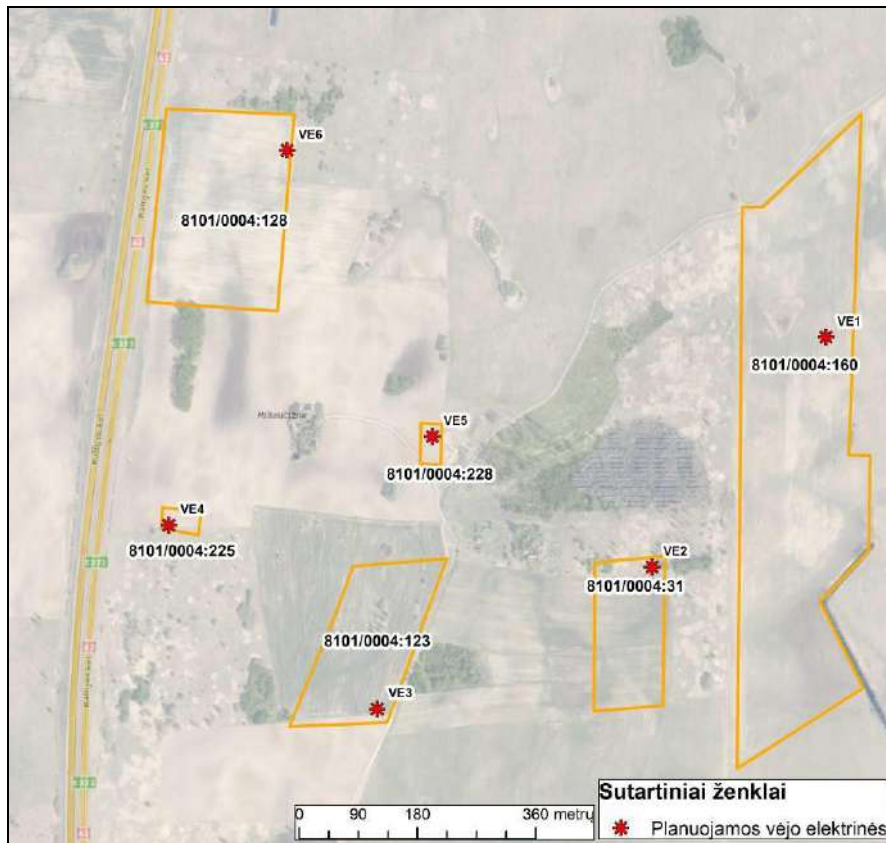 VE6
8101/0004:128
VE1
8101/0004:160
VE5
8101/0004:228
VE4
8101/0004:225
VE2
8101/0004:31
8101/0004:123
VE3
0 90 180 360 metrų
Sutartiniai ženklai
Planuojamos vėjo elektrinės